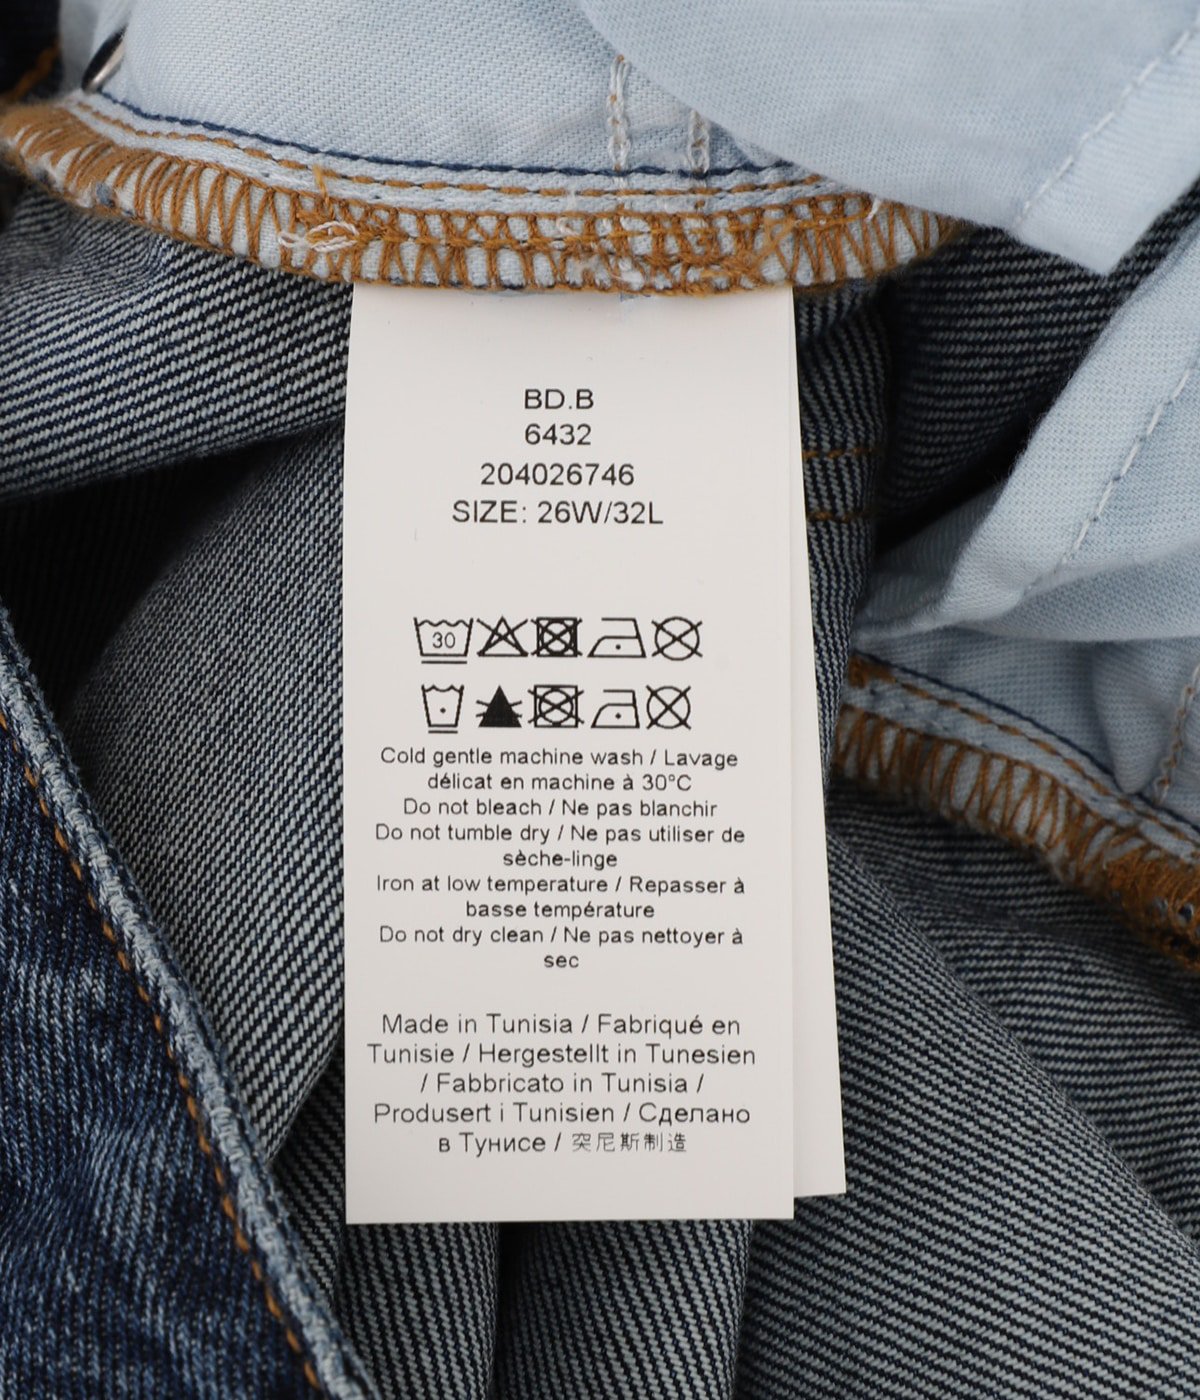 BD.B
6432
204026746
SIZE: 26W/32L
30
Cold gentle machine wash / Lavage
délicat en machine à 30°C
Do not bleach / Ne pas blanchir
Do not tumble dry / Ne pas utiliser de
sèche-linge
Iron at low temperature / Repasser à
basse température
Do not dry clean / Ne pas nettoyer à
sec
Made in Tunisia / Fabriqué en
Tunisie / Hergestellt in Tunesien
/ Fabbricato in Tunisia /
Produsert i Tunisien / Сделано
в Тунисе / 突尼斯制造